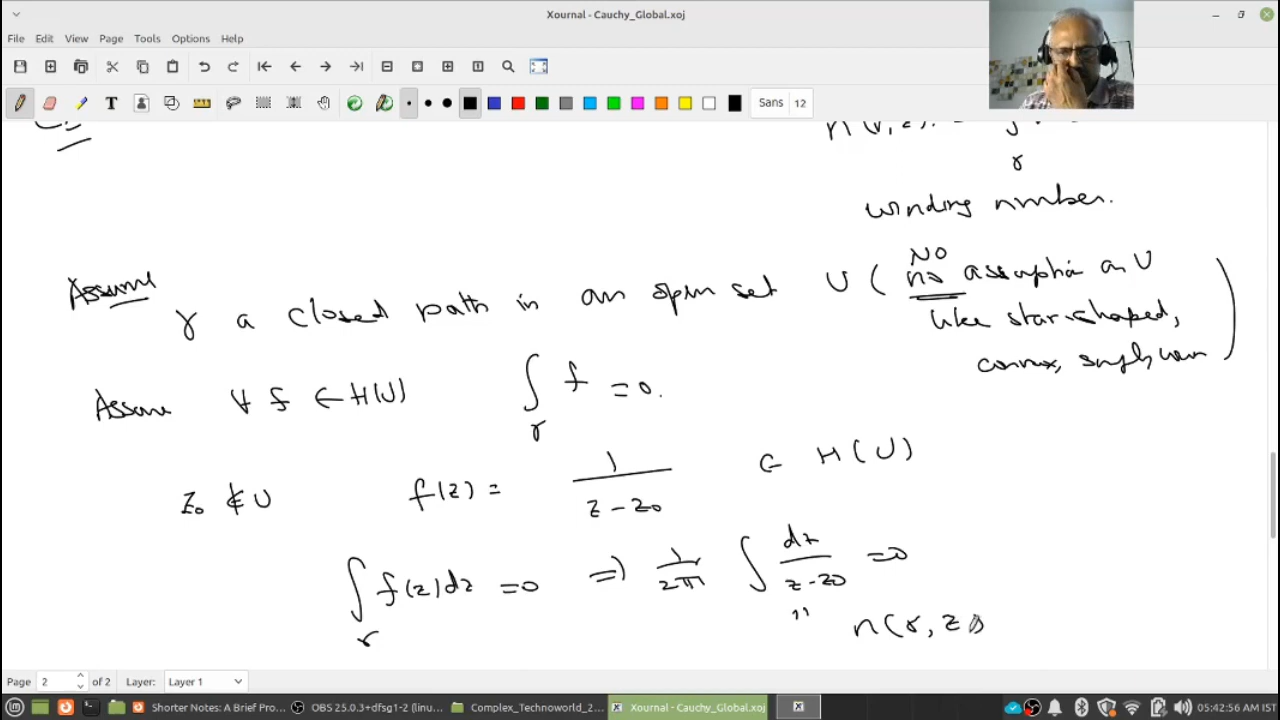 Xournal - Cauchy_Global.xoj
File Edit View Page Tools Options Help
Sans 12
γ
winding number.
Assume γ a closed path in an open set U (NO
no assumption on U
like star-shaped,
convex, simply
Assume ∀ f ∈ H(U) ∫ f = 0.
γ
z₀ ∉ U f(z) = 1/(z - z₀) ∈ H(U)
∫ f(z)dz = 0 ⇒ 1/2πi ∫ dz/(z - z₀) = 0
γ
" n(γ, z
Page 2 of 2 Layer: Layer 1
Shorter Notes: A Brief Pro... OBS 25.0.3+dfsg1-2 (linu... Complex_Technoworld_2... Xournal - Cauchy_Global.xoj 05:42:56 AM IST